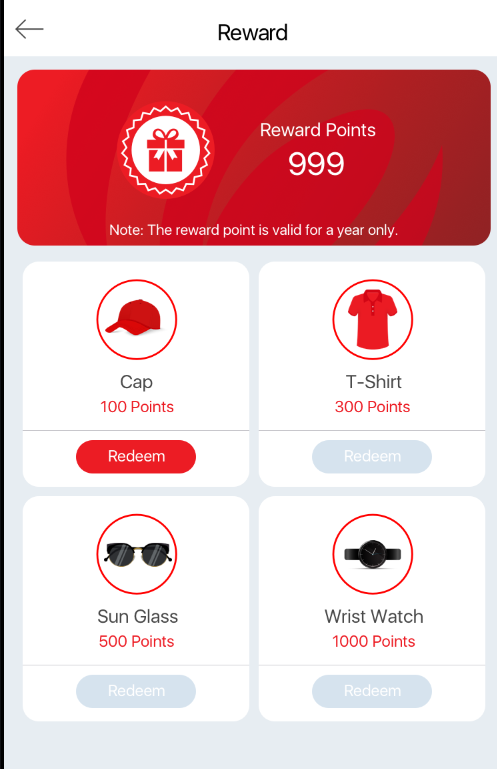 Reward
Reward Points
999
Note: The reward point is valid for a year only.
Cap
100 Points
Redeem
T-Shirt
300 Points
Redeem
Sun Glass
500 Points
Redeem
Wrist Watch
1000 Points
Redeem